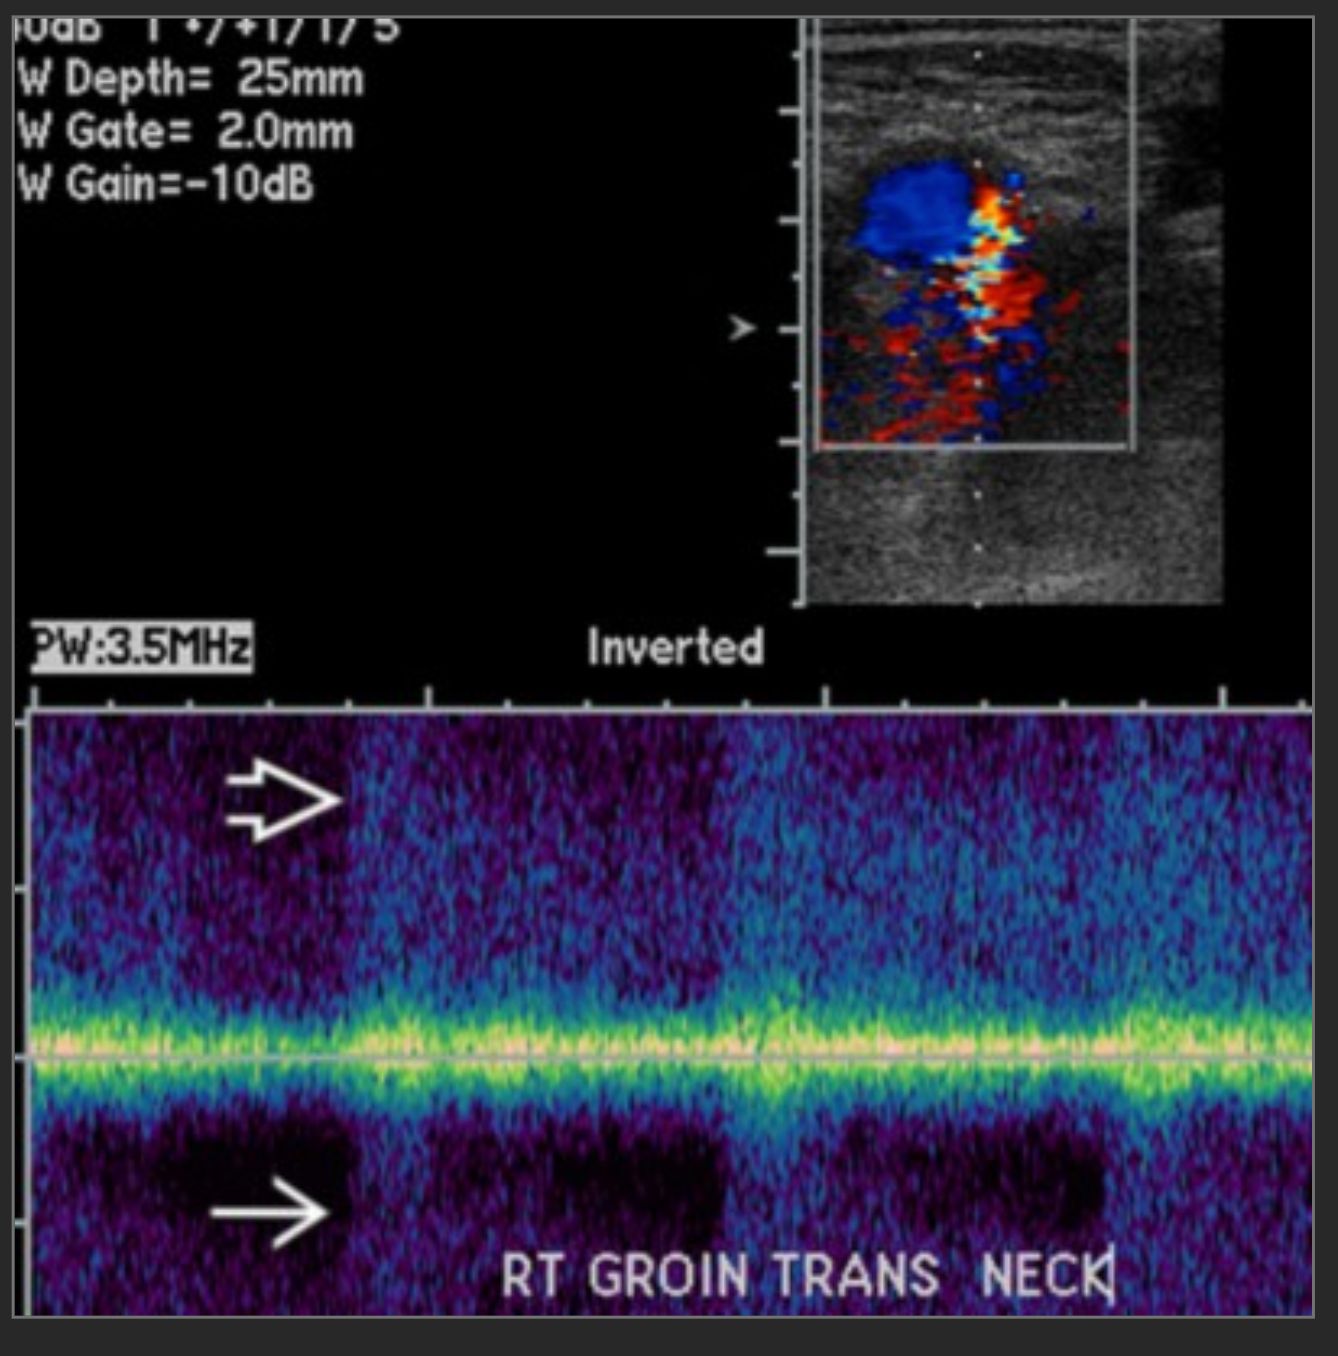 W Depth= 25mm
W Gate= 2.0mm
W Gain=-10dB
PW:3.5MHz
Inverted
RT GROIN TRANS NECK